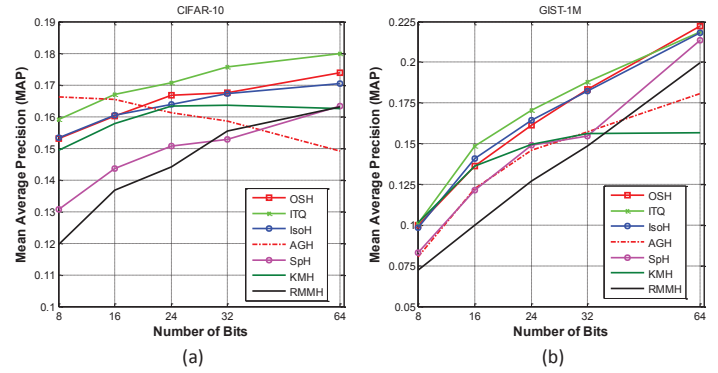 CIFAR-10
Mean Average Precision (MAP)
0.19
0.18
0.17
0.16
0.15
0.14
0.13
0.12
0.11
0.1
8
16
24
32
64
Number of Bits
OSH
ITQ
IsoH
AGH
SpH
KMH
RMMH
(a)
GIST-1M
Mean Average Precision (MAP)
0.225
0.2
0.175
0.15
0.125
0.1
0.075
0.05
8
16
24
32
64
Number of Bits
OSH
ITQ
IsoH
AGH
SpH
KMH
RMMH
(b)